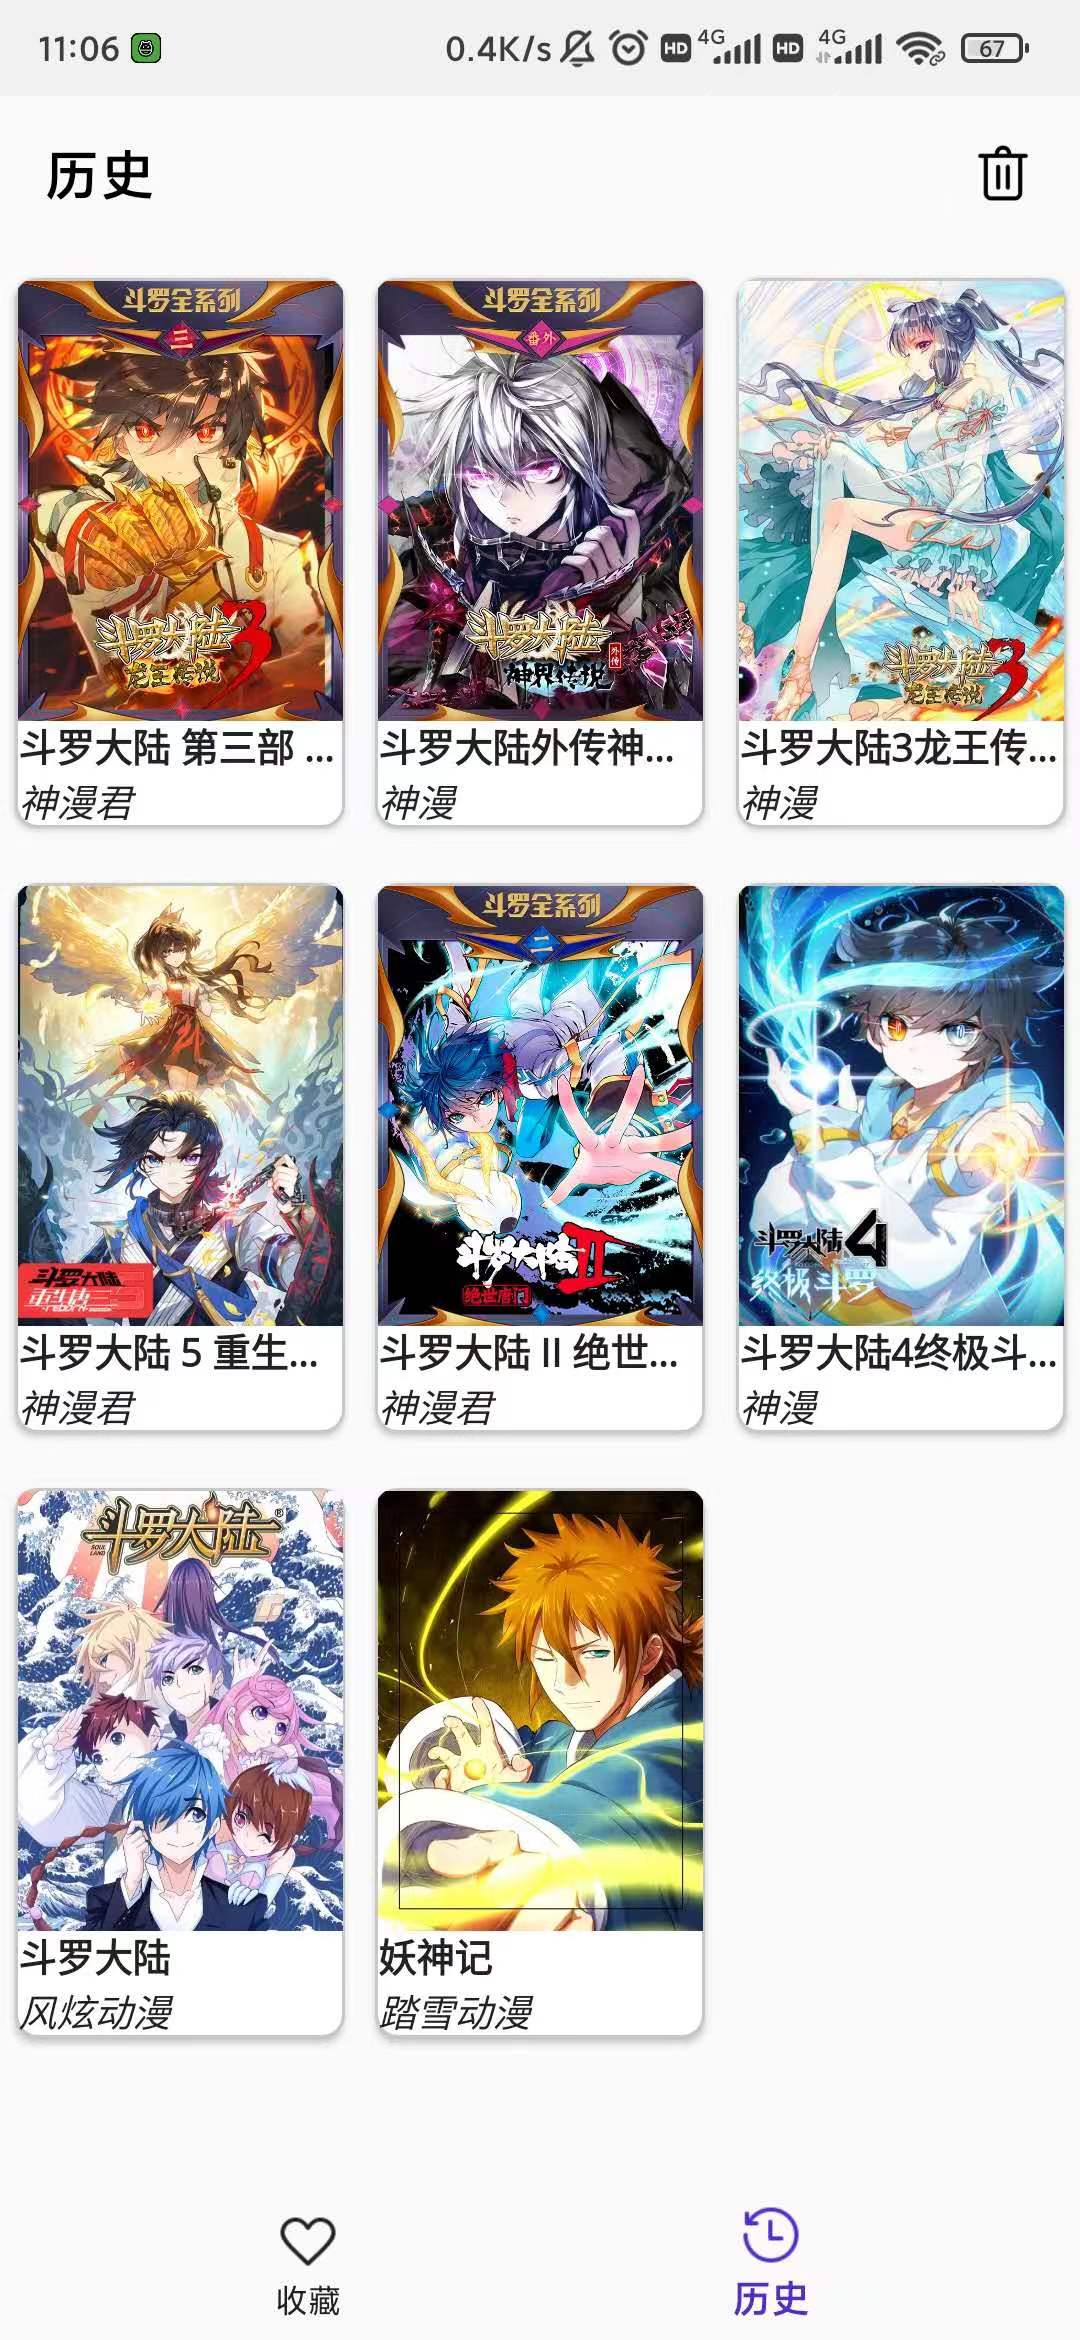 11:06
0.4K/s
HD
4G
HD
4G
67
历史
斗罗全系列
三
斗罗大陆3
龙王传说
斗罗大陆 第三部 ...
神漫君
斗罗全系列
番外
斗罗大陆
神界传说
外传
斗罗大陆外传神...
神漫
斗罗大陆3
龙王传说
斗罗大陆3龙王传...
神漫
斗罗大陆
重生唐三
斗罗大陆 5 重生...
神漫君
斗罗全系列
二
斗罗大陆II
绝世唐门
斗罗大陆 II 绝世...
神漫君
斗罗大陆4
终极斗罗
斗罗大陆4终极斗...
神漫
斗罗大陆®
SOUL
LAND
斗罗大陆
风炫动漫
妖神记
踏雪动漫
收藏
历史